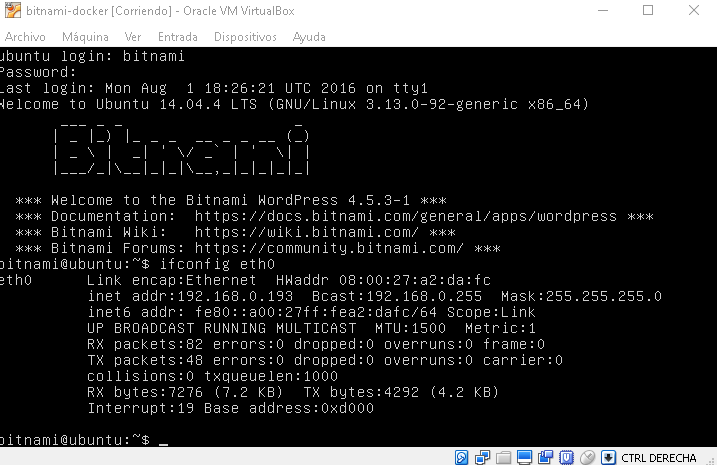 bitnami-docker [Corriendo] - Oracle VM VirtualBox
Archivo Máquina Ver Entrada Dispositivos Ayuda
ubuntu login: bitnami
Password:
Last login: Mon Aug  1 18:26:21 UTC 2016 on tty1
Welcome to Ubuntu 14.04.4 LTS (GNU/Linux 3.13.0-92-generic x86_64)
Bitnami
*** Welcome to the Bitnami WordPress 4.5.3-1 ***
*** Documentation:  https://docs.bitnami.com/general/apps/wordpress ***
*** Bitnami Wiki:   https://wiki.bitnami.com/ ***
*** Bitnami Forums: https://community.bitnami.com/ ***
bitnami@ubuntu:~$ ifconfig eth0
eth0      Link encap:Ethernet  HWaddr 08:00:27:a2:da:fc
inet addr:192.168.0.193  Bcast:192.168.0.255  Mask:255.255.255.0
inet6 addr: fe80::a00:27ff:fea2:dafc/64 Scope:Link
UP BROADCAST RUNNING MULTICAST  MTU:1500  Metric:1
RX packets:82 errors:0 dropped:0 overruns:0 frame:0
TX packets:48 errors:0 dropped:0 overruns:0 carrier:0
collisions:0 txqueuelen:1000
RX bytes:7276 (7.2 KB)  TX bytes:4292 (4.2 KB)
Interrupt:19 Base address:0xd000
bitnami@ubuntu:~$ _
CTRL DERECHA